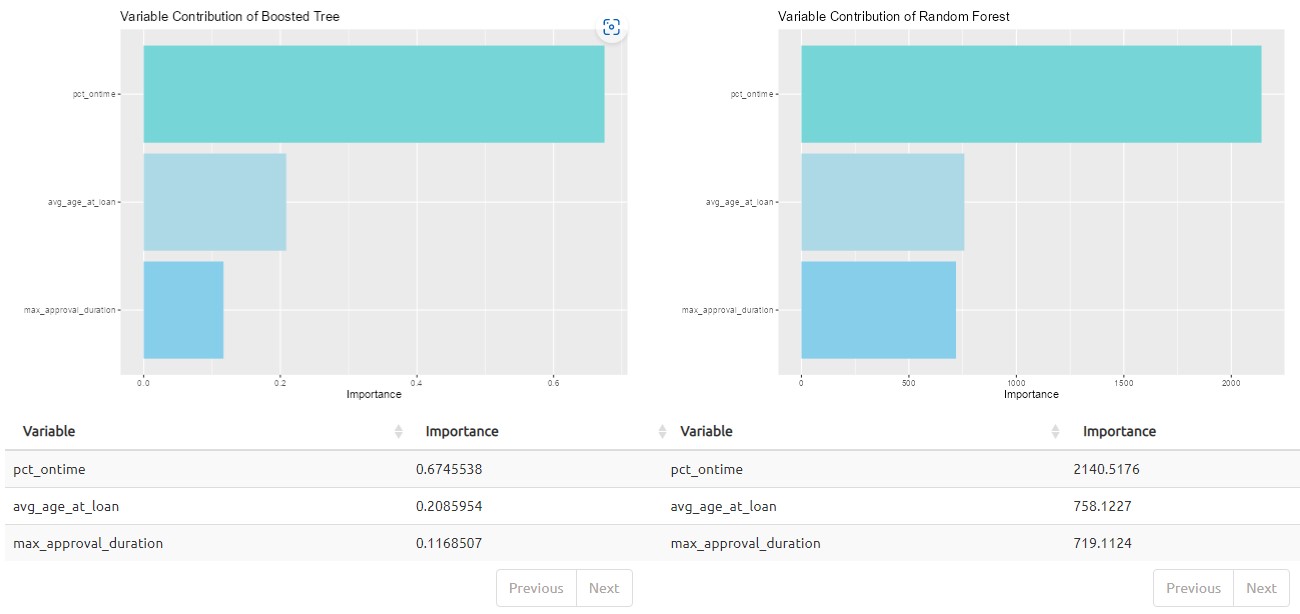 Variable Contribution of Boosted Tree
pct_ontime
avg_age_at_loan
max_approval_duration
0.0 0.2 0.4 0.6
Importance
Variable Contribution of Random Forest
pct_ontime
avg_age_at_loan
max_approval_duration
0 500 1000 1500 2000
Importance
Variable Importance
pct_ontime 0.6745538
avg_age_at_loan 0.2085954
max_approval_duration 0.1168507
Previous Next
Variable Importance
pct_ontime 2140.5176
avg_age_at_loan 758.1227
max_approval_duration 719.1124
Previous Next